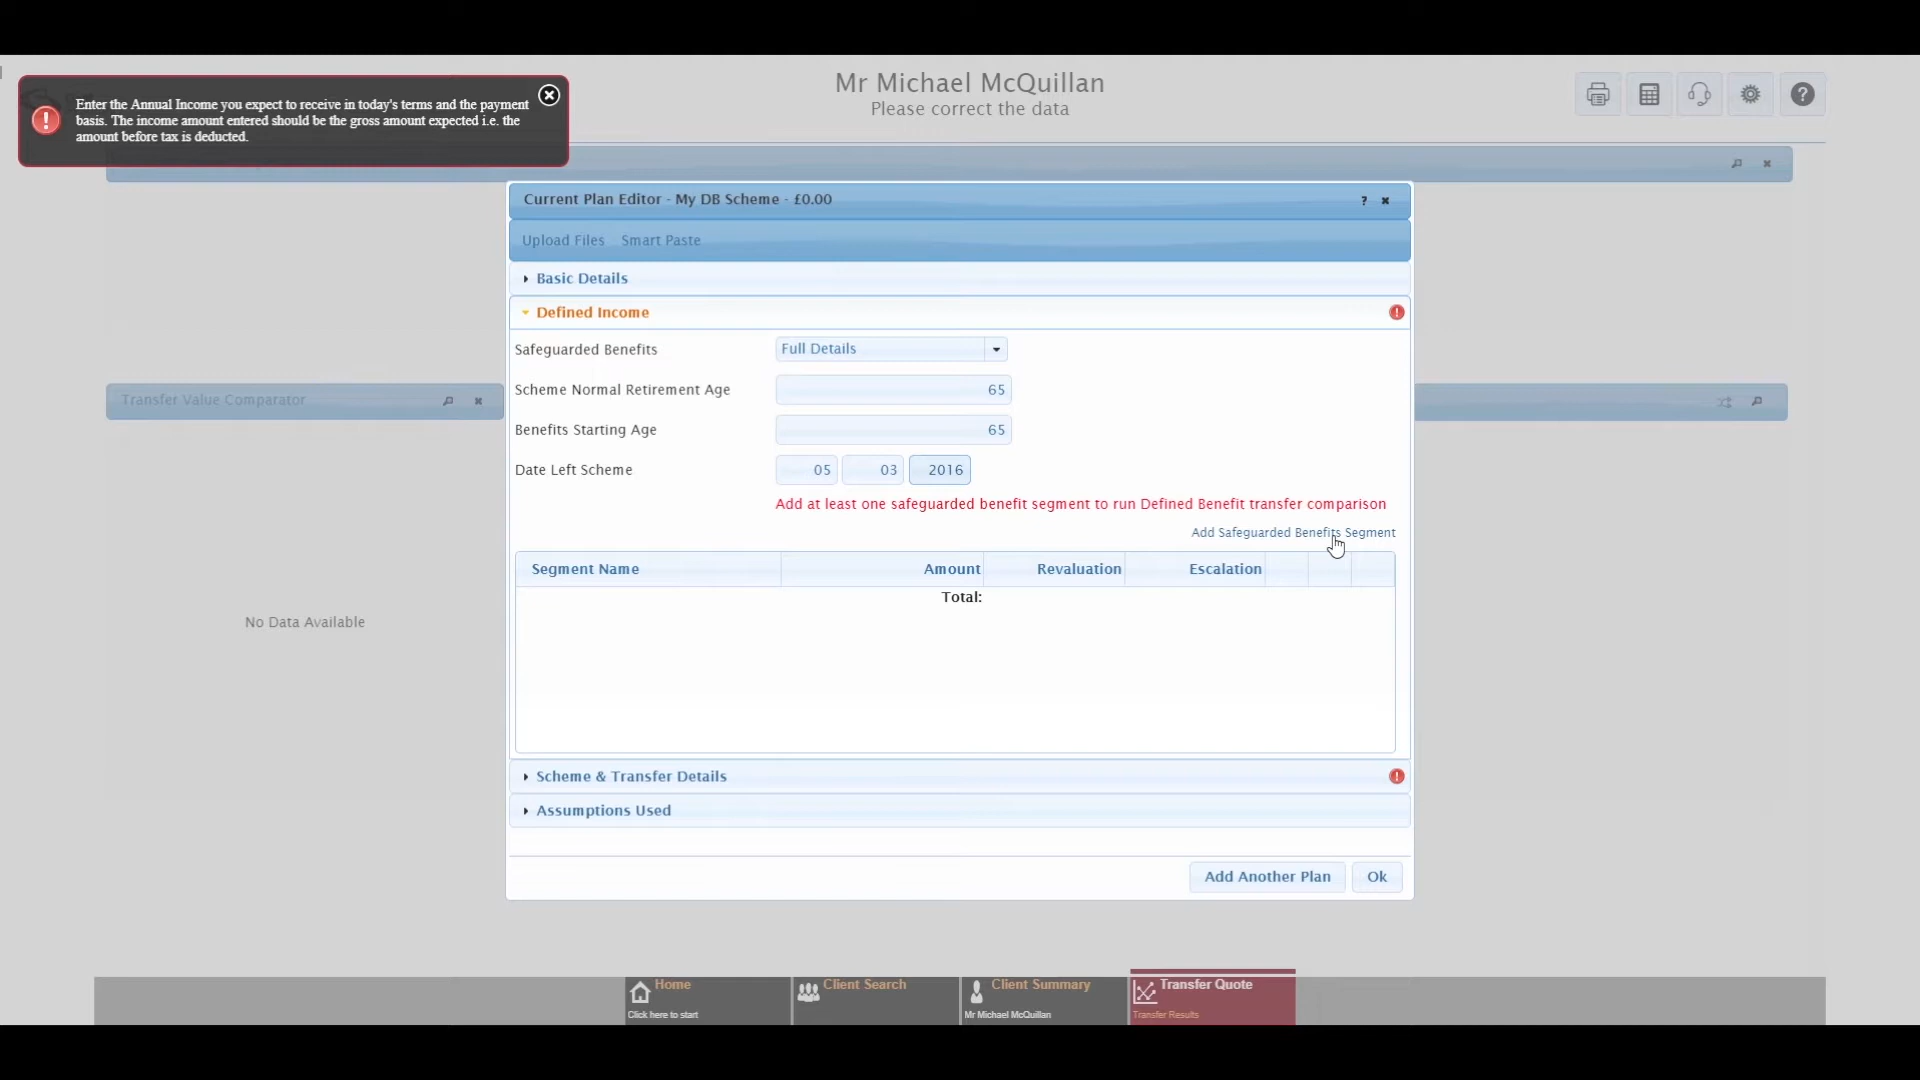 Mr Michael McQuillan
Please correct the data
Enter the Annual Income you expect to receive in today's terms and the payment
basis. The income amount entered should be the gross amount expected i.e. the
amount before tax is deducted.
Current Plan Editor - My DB Scheme - £0.00
Upload Files Smart Paste
Basic Details
Defined Income
Safeguarded Benefits Full Details
Scheme Normal Retirement Age 65
Benefits Starting Age 65
Date Left Scheme 05 03 2016
Add at least one safeguarded benefit segment to run Defined Benefit transfer comparison
Add Safeguarded Benefits Segment
Segment Name Amount Revaluation Escalation
Total:
Transfer Value Comparator
No Data Available
Scheme & Transfer Details
Assumptions Used
Add Another Plan Ok
Home
Click here to start
Client Search
Client Summary
Mr Michael McQuillan
Transfer Quote
Transfer Results